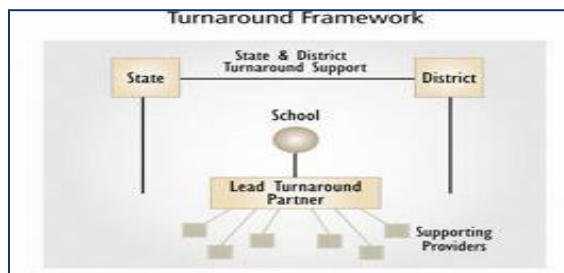 Turnaround Framework
State & District
Turnaround Support
State
District
School
Lead Turnaround
Partner
Supporting
Providers